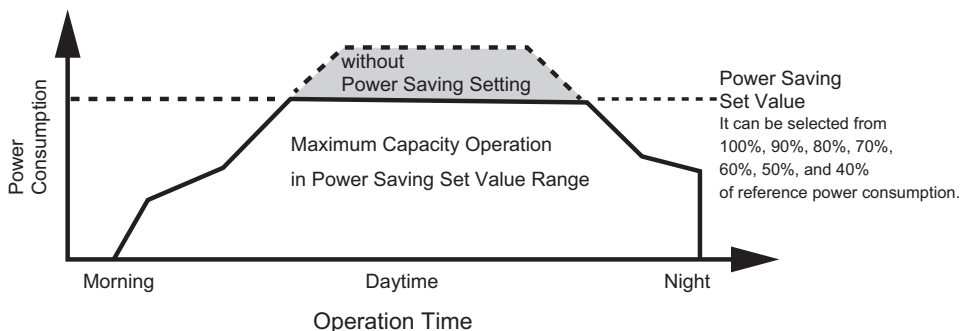 without
Power Saving Setting
Power Saving
Set Value
It can be selected from
100%, 90%, 80%, 70%,
60%, 50%, and 40%
of reference power consumption.
Maximum Capacity Operation
in Power Saving Set Value Range
Power
Consumption
Morning
Daytime
Night
Operation Time